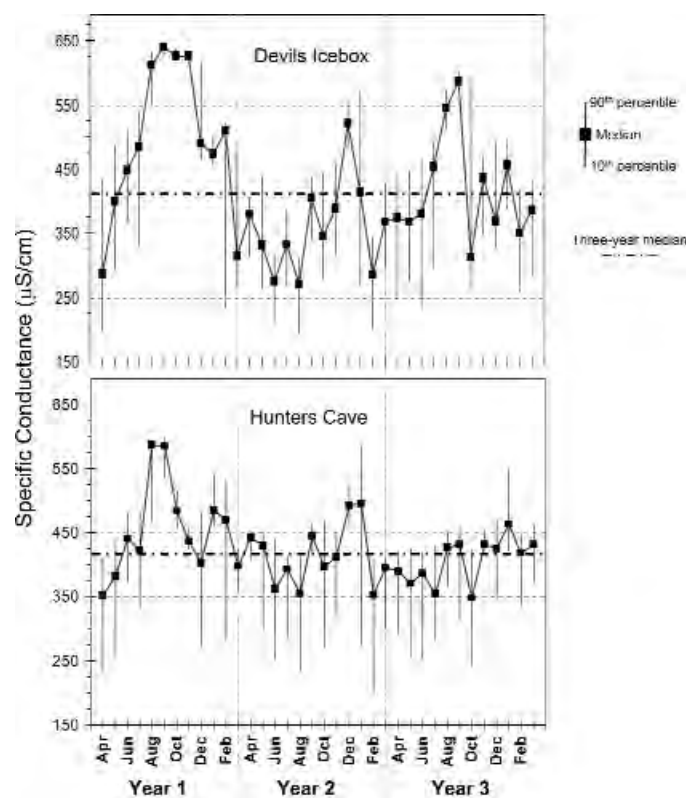 Devils Icebox
650
550
450
350
250
150
90th percentile
Median
10th percentile
Three-year median
Specific Conductance (µS/cm)
Hunters Cave
650
550
450
350
250
150
Apr Jun Aug Oct Dec Feb Apr Jun Aug Oct Dec Feb Apr Jun Aug Oct Dec Feb
Year 1 Year 2 Year 3